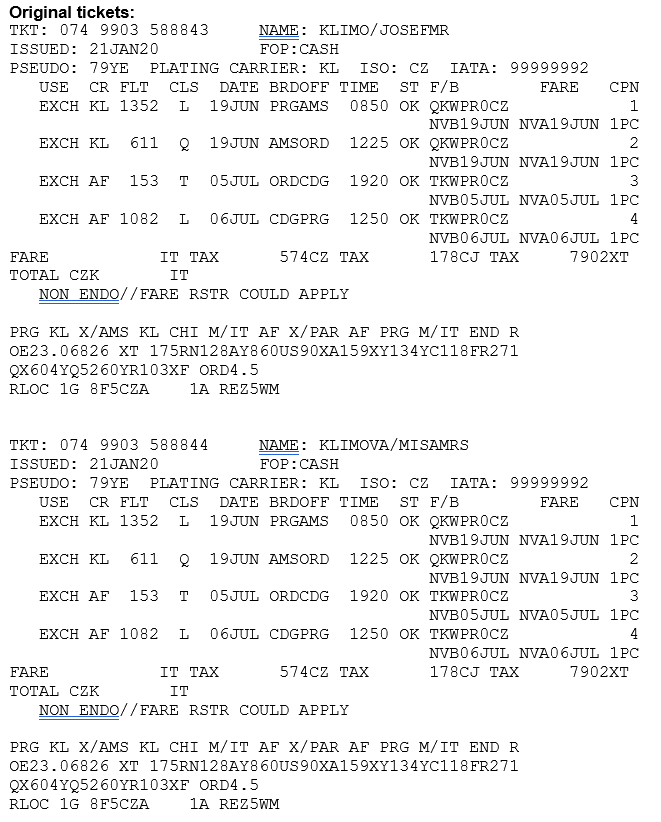 Original tickets:
TKT: 074 9903 588843 NAME: KLIMO/JOSEFMR
ISSUED: 21JAN20 FOP:CASH
PSEUDO: 79YE PLATING CARRIER: KL ISO: CZ IATA: 99999992
USE CR FLT CLS DATE BRDOFF TIME ST F/B FARE CPN
EXCH KL 1352 L 19JUN PRGAMS 0850 OK QKWPR0CZ 1
NVB19JUN NVA19JUN 1PC
EXCH KL 611 Q 19JUN AMSORD 1225 OK QKWPR0CZ 2
NVB19JUN NVA19JUN 1PC
EXCH AF 153 T 05JUL ORDCDG 1920 OK TKWPR0CZ 3
NVB05JUL NVA05JUL 1PC
EXCH AF 1082 L 06JUL CDGPRG 1250 OK TKWPR0CZ 4
NVB06JUL NVA06JUL 1PC
FARE IT TAX 574CZ TAX 178CJ TAX 7902XT
TOTAL CZK IT
NON ENDO//FARE RSTR COULD APPLY
PRG KL X/AMS KL CHI M/IT AF X/PAR AF PRG M/IT END R
OE23.06826 XT 175RN128AY860US90XA159XY134YC118FR271
QX604YQ5260YR103XF ORD4.5
RLOC 1G 8F5CZA 1A REZ5WM
TKT: 074 9903 588844 NAME: KLIMOVA/MISAMRS
ISSUED: 21JAN20 FOP:CASH
PSEUDO: 79YE PLATING CARRIER: KL ISO: CZ IATA: 99999992
USE CR FLT CLS DATE BRDOFF TIME ST F/B FARE CPN
EXCH KL 1352 L 19JUN PRGAMS 0850 OK QKWPR0CZ 1
NVB19JUN NVA19JUN 1PC
EXCH KL 611 Q 19JUN AMSORD 1225 OK QKWPR0CZ 2
NVB19JUN NVA19JUN 1PC
EXCH AF 153 T 05JUL ORDCDG 1920 OK TKWPR0CZ 3
NVB05JUL NVA05JUL 1PC
EXCH AF 1082 L 06JUL CDGPRG 1250 OK TKWPR0CZ 4
NVB06JUL NVA06JUL 1PC
FARE IT TAX 574CZ TAX 178CJ TAX 7902XT
TOTAL CZK IT
NON ENDO//FARE RSTR COULD APPLY
PRG KL X/AMS KL CHI M/IT AF X/PAR AF PRG M/IT END R
OE23.06826 XT 175RN128AY860US90XA159XY134YC118FR271
QX604YQ5260YR103XF ORD4.5
RLOC 1G 8F5CZA 1A REZ5WM